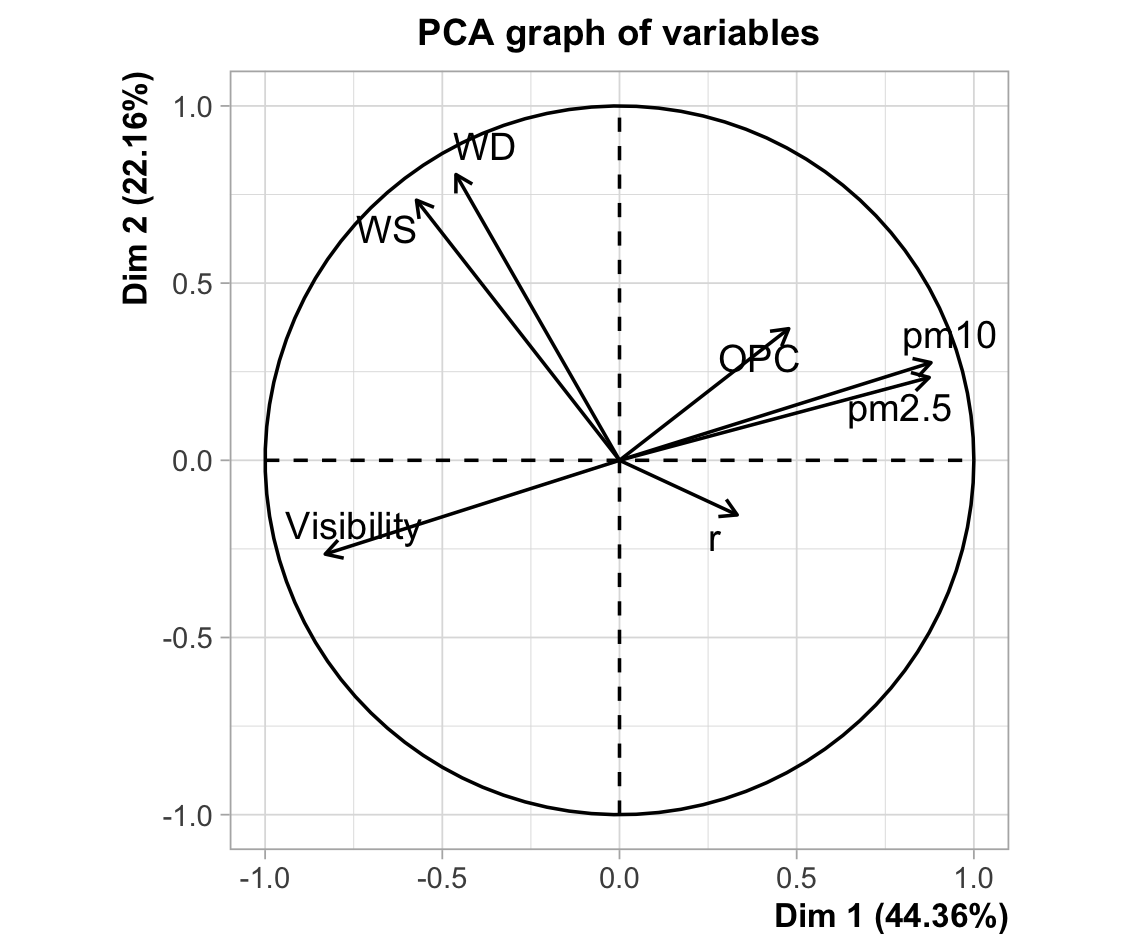 PCA graph of variables
Dim 2 (22.16%)
1.0
0.5
0.0
-0.5
-1.0
WD
WS
OPC
pm10
pm2.5
Visibility
r
-1.0
-0.5
0.0
0.5
1.0
Dim 1 (44.36%)